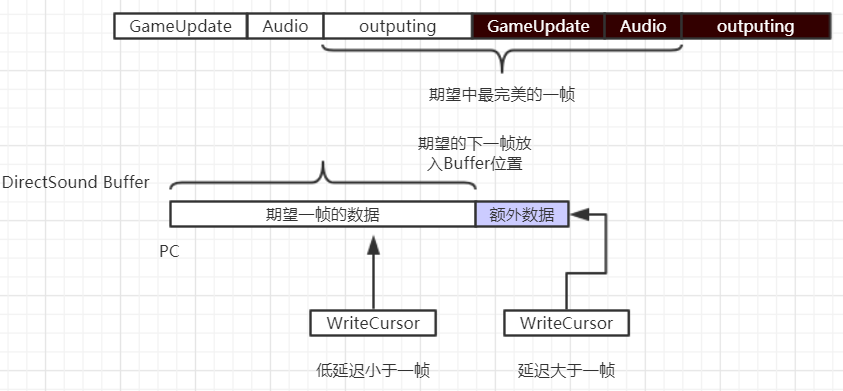 GameUpdate Audio outputing GameUpdate Audio outputing
期望中最完美的一帧
期望的下一帧放
入Buffer位置
DirectSound Buffer
期望一帧的数据 额外数据
PC
WriteCursor WriteCursor
低延迟小于一帧 延迟大于一帧